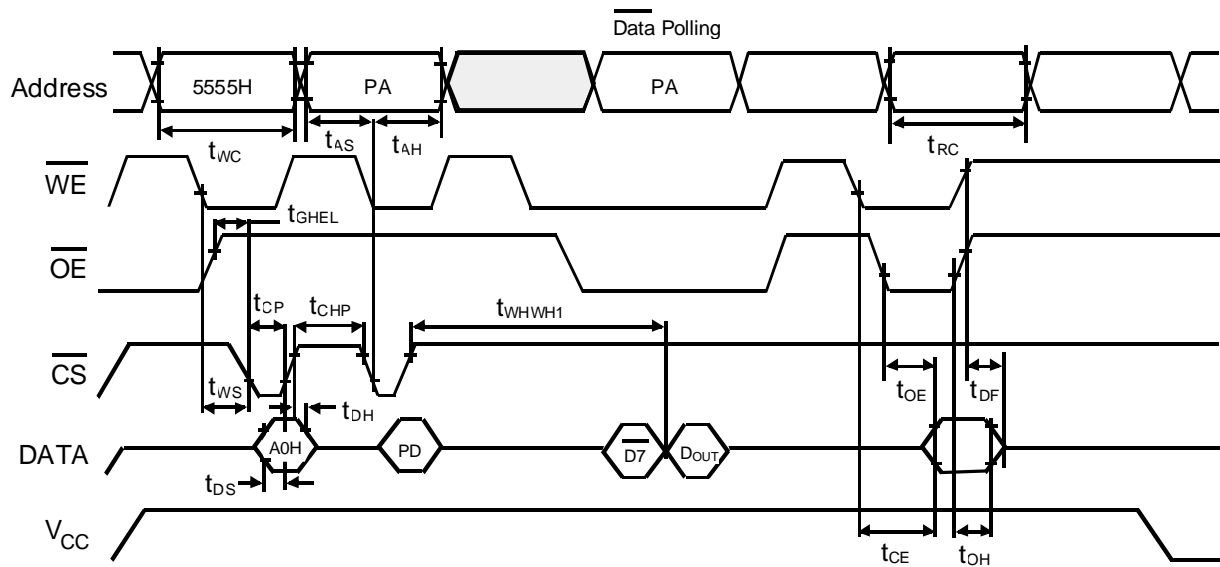 Data Polling
Address
5555H
PA
PA
tWC
tAS
tAH
tRC
WE
tGHEL
OE
tCP
tCHP
tWHWH1
CS
tWS
tDH
tOE
tDF
DATA
A0H
PD
D7
DOUT
tDS
VCC
tCE
tOH